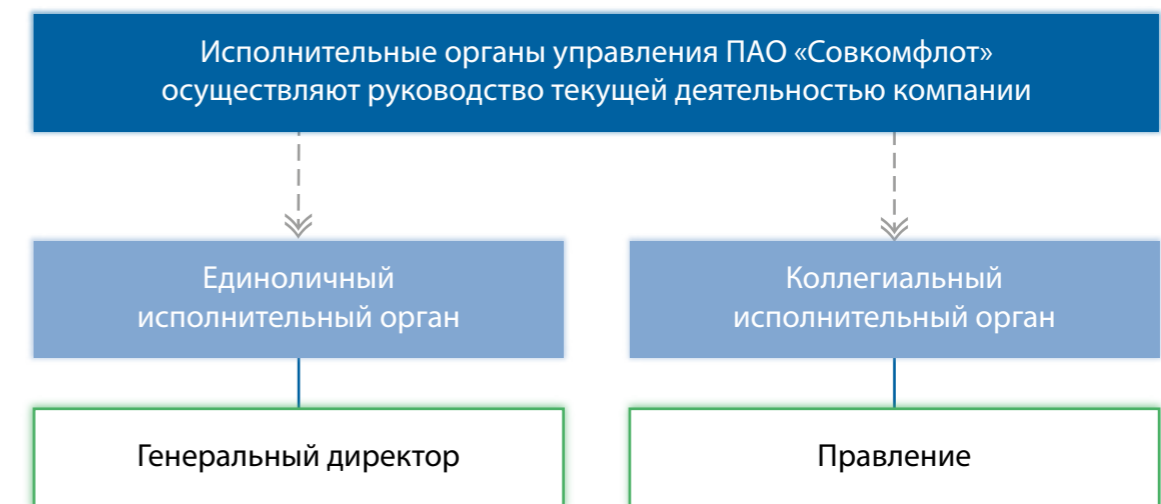 Исполнительные органы управления ПАО «Совкомфлот»
осуществляют руководство текущей деятельностью компании
Единоличный
исполнительный орган
Коллегиальный
исполнительный орган
Генеральный директор
Правление